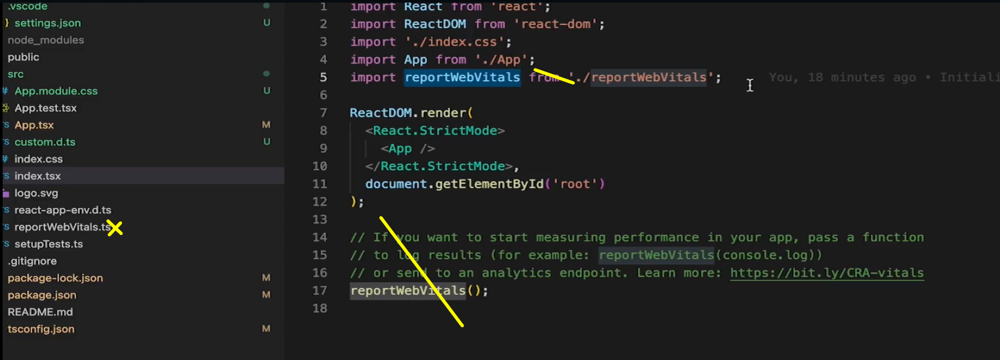 .vscode
settings.json U
node_modules
public
src
App.module.css U
App.test.tsx
App.tsx M
custom.d.ts U
index.css
index.tsx
logo.svg
react-app-env.d.ts
reportWebVitals.ts
setupTests.ts
.gitignore
package-lock.json M
package.json M
README.md
tsconfig.json M
1 import React from 'react';
2 import ReactDOM from 'react-dom';
3 import './index.css';
4 import App from './App';
5 import reportWebVitals from './reportWebVitals'; You, 18 minutes ago • Initiali
6
7 ReactDOM.render(
8 <React.StrictMode>
9 <App />
10 </React.StrictMode>,
11 document.getElementById('root')
12 );
13
14 // If you want to start measuring performance in your app, pass a function
15 // to log results (for example: reportWebVitals(console.log))
16 // or send to an analytics endpoint. Learn more: https://bit.ly/CRA-vitals
17 reportWebVitals();
18